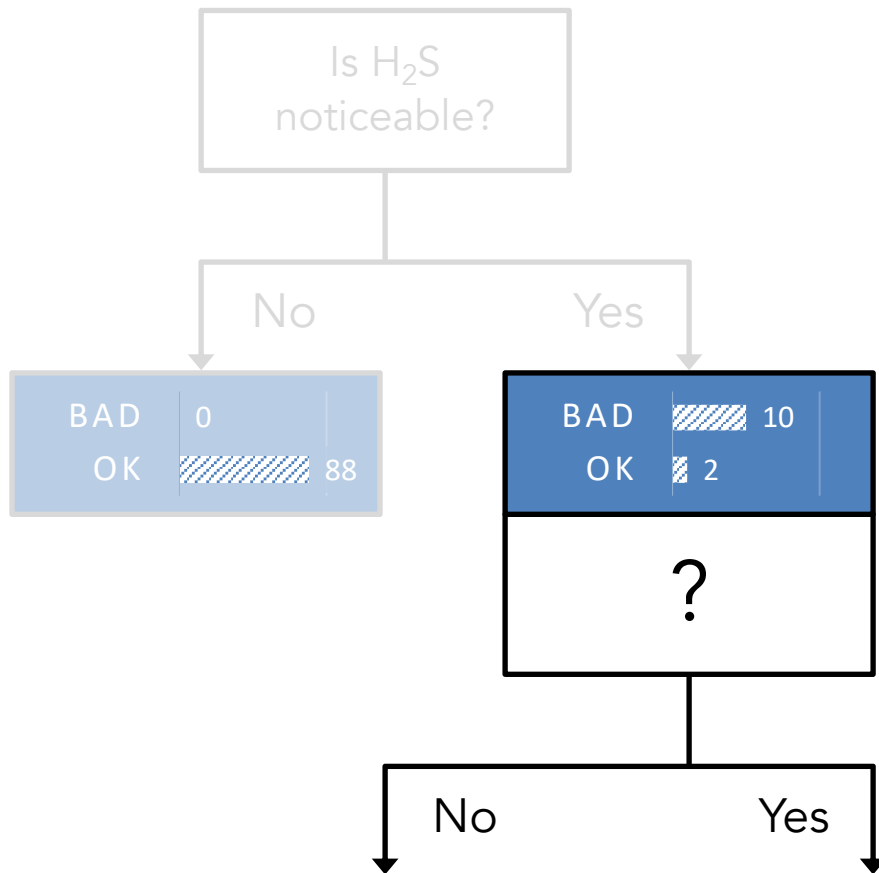 Is H₂S
noticeable?
No
Yes
BAD 0
OK 88
BAD 10
OK 2
?
No
Yes